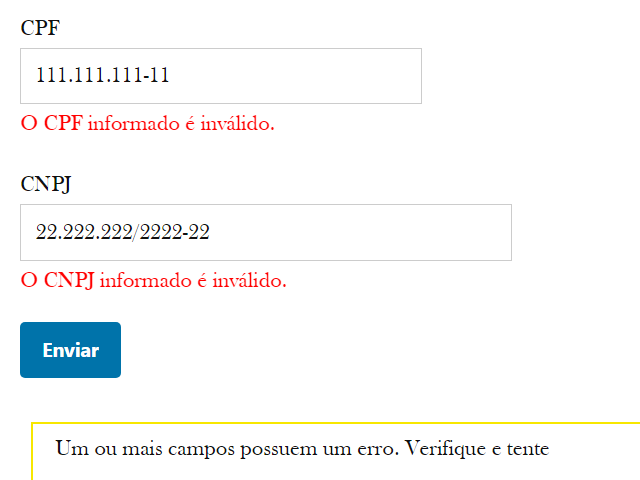 CPF
111.111.111-11
O CPF informado é inválido.
CNPJ
22.222.222/2222-22
O CNPJ informado é inválido.
Enviar
Um ou mais campos possuem um erro. Verifique e tente